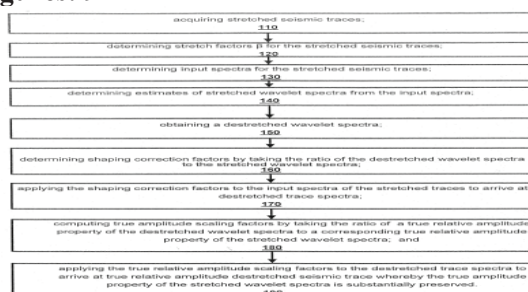 acquiring stretched seismic traces;
110
determining stretch factors β for the stretched seismic traces;
120
determining input spectra for the stretched seismic traces;
130
determining estimates of stretched wavelet spectra from the input spectra;
140
obtaining a destretched wavelet spectra;
150
determining shaping correction factors by taking the ratio of the destretched wavelet spectra
to the stretched wavelet spectra;
160
applying the shaping correction factors to the input spectra of the stretched traces to arrive at
destretched trace spectra;
170
computing true amplitude scaling factors by taking the ratio of a true relative amplitude
property of the destretched wavelet spectra to a corresponding true relative amplitude
property of the stretched wavelet spectra; and
180
applying the true relative amplitude scaling factors to the destretched trace spectra to
arrive at true relative amplitude destretched seismic trace whereby the true amplitude
property of the stretched wavelet spectra is substantially preserved.